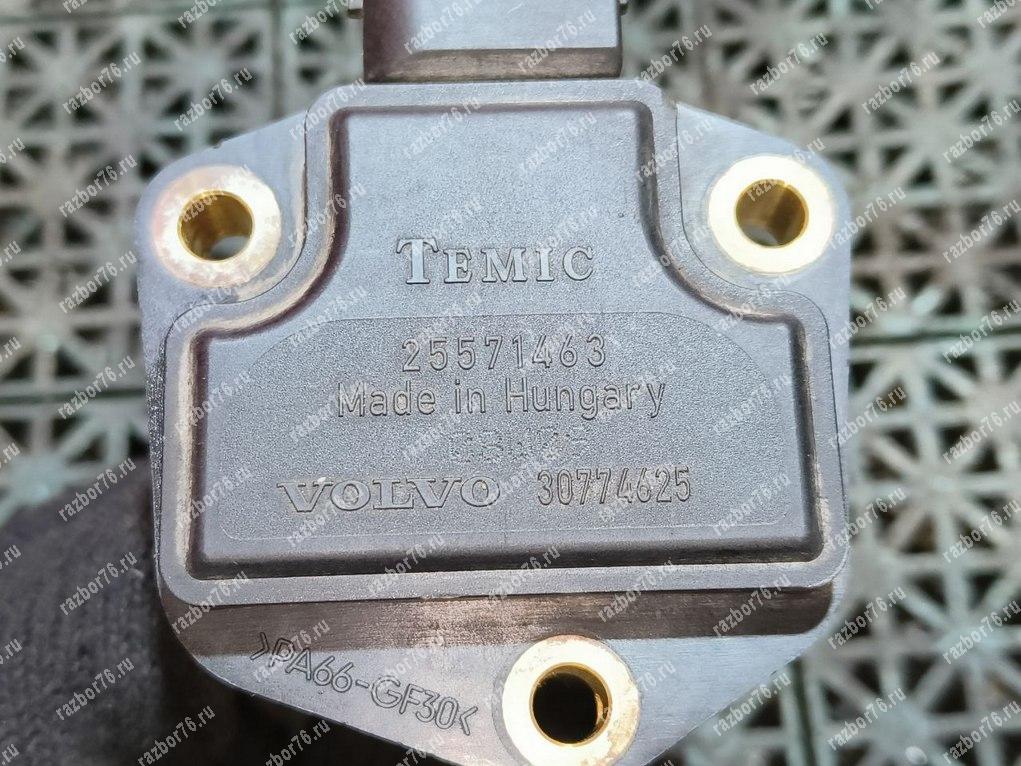 TEMIC
25571463
Made in Hungary
VOLVO 30774625
>PA66-GF30<
razbor76.ru